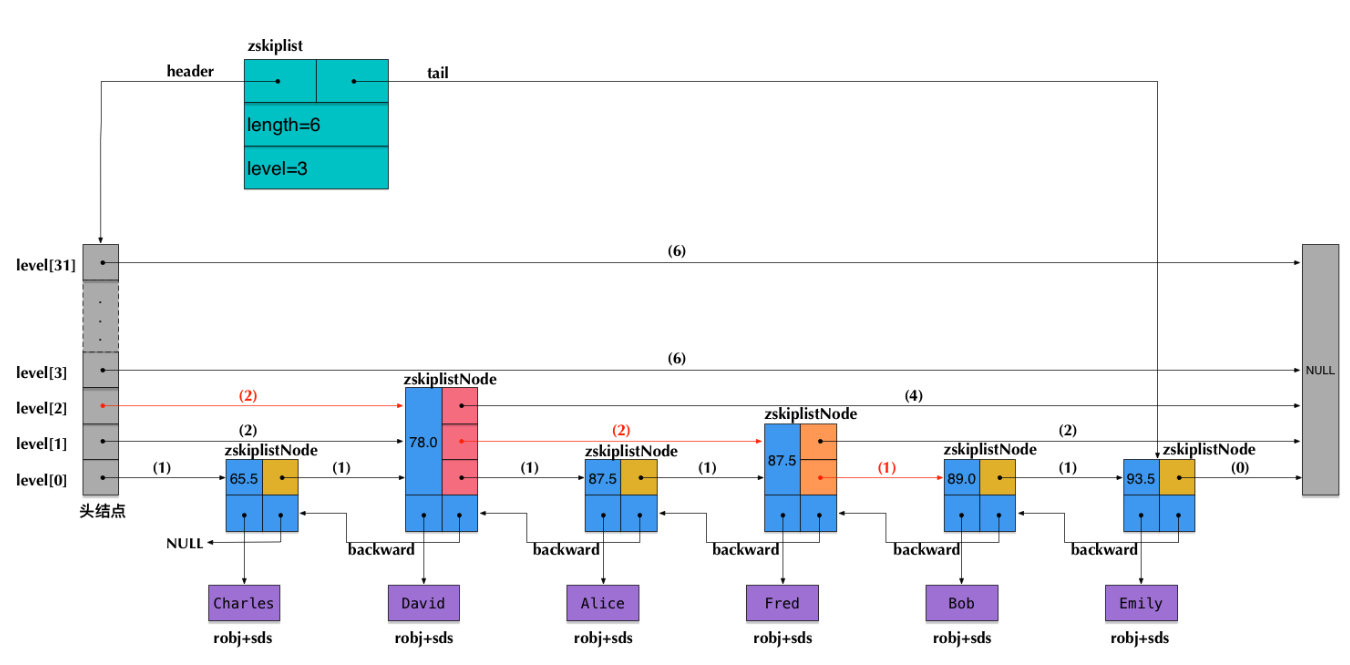 zskiplist
header
tail
length=6
level=3
level[31]
(6)
.
.
.
level[3]
(6)
NULL
level[2]
(2)
zskiplistNode
(4)
level[1]
(2)
78.0
(2)
zskiplistNode
(2)
level[0]
(1)
zskiplistNode
65.5
(1)
(1)
zskiplistNode
87.5
(1)
87.5
(1)
zskiplistNode
89.0
(1)
zskiplistNode
93.5
(0)
头结点
NULL
backward
backward
backward
backward
backward
Charles
David
Alice
Fred
Bob
Emily
robj+sds
robj+sds
robj+sds
robj+sds
robj+sds
robj+sds